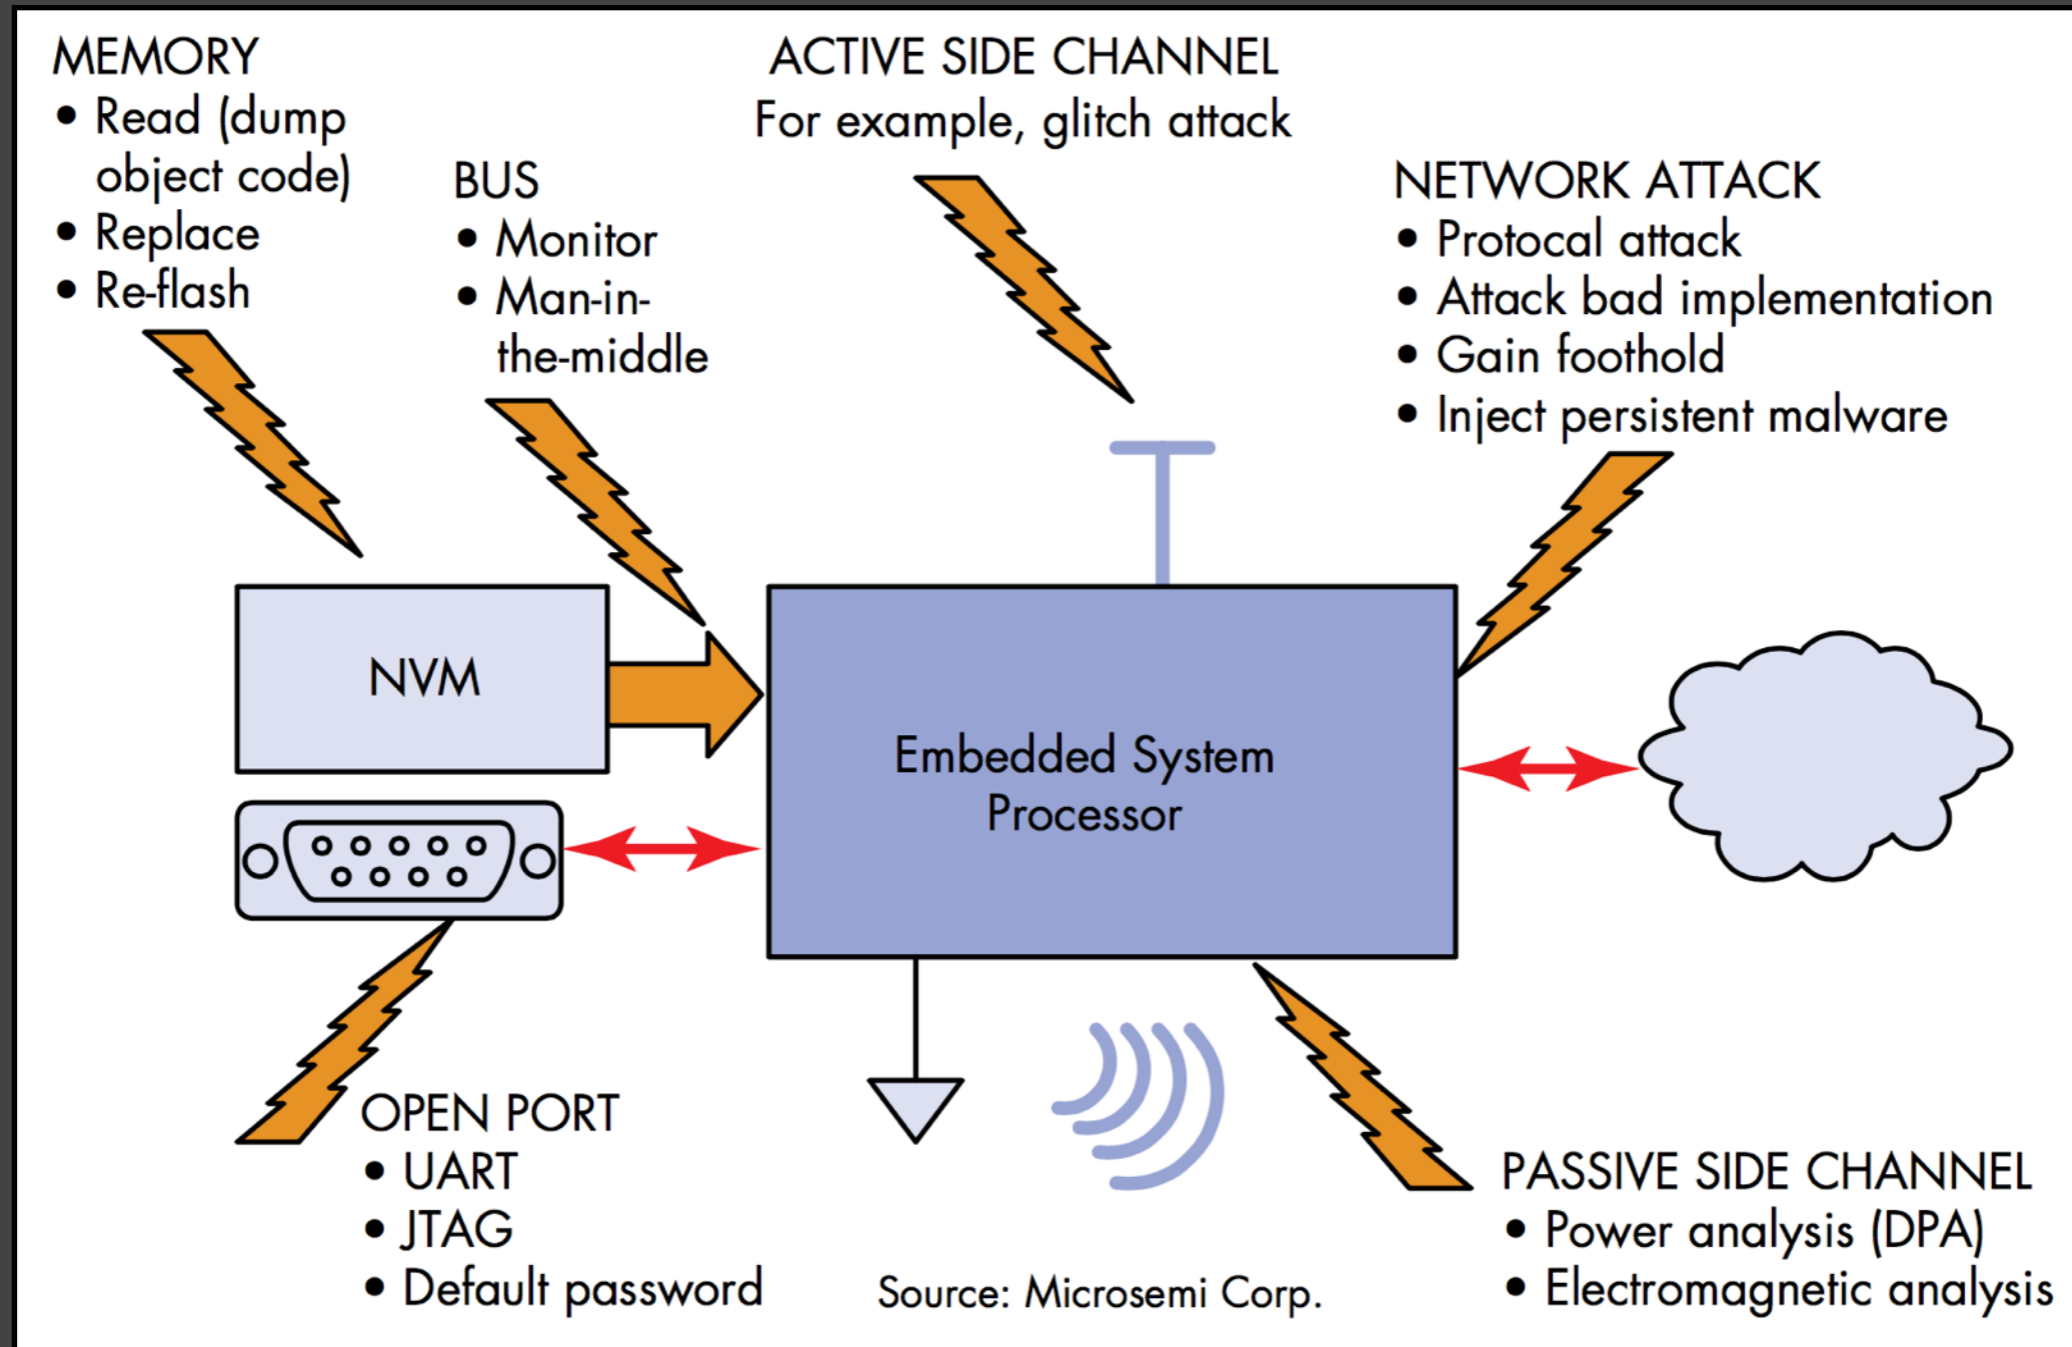 MEMORY
• Read (dump
object code)
• Replace
• Re-flash
BUS
• Monitor
• Man-in-
the-middle
ACTIVE SIDE CHANNEL
For example, glitch attack
NETWORK ATTACK
• Protocal attack
• Attack bad implementation
• Gain foothold
• Inject persistent malware
NVM
Embedded System
Processor
OPEN PORT
• UART
• JTAG
• Default password
Source: Microsemi Corp.
PASSIVE SIDE CHANNEL
• Power analysis (DPA)
• Electromagnetic analysis